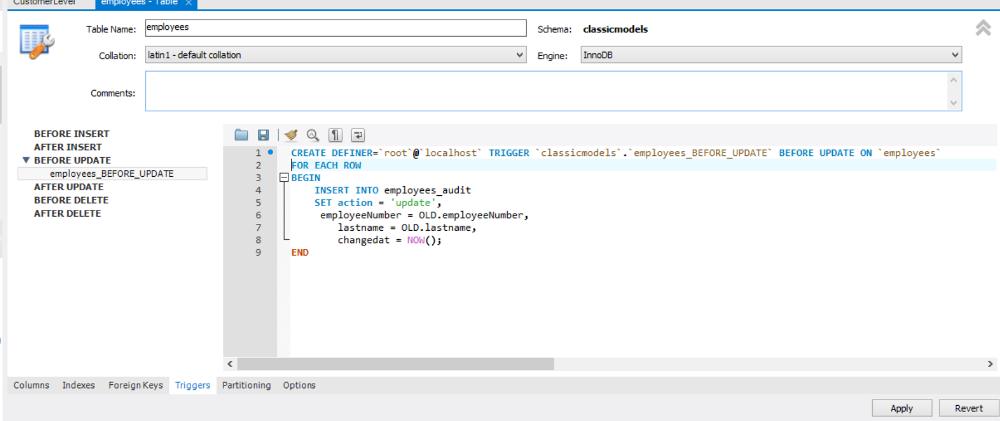 CustomerLevel employees - Table ×
Table Name: employees Schema: classicmodels
Collation: latin1 - default collation Engine: InnoDB
Comments:
BEFORE INSERT
AFTER INSERT
BEFORE UPDATE
employees_BEFORE_UPDATE
AFTER UPDATE
BEFORE DELETE
AFTER DELETE
1 CREATE DEFINER=`root`@`localhost` TRIGGER `classicmodels`.`employees_BEFORE_UPDATE` BEFORE UPDATE ON `employees`
2 FOR EACH ROW
3 BEGIN
4 INSERT INTO employees_audit
5 SET action = 'update',
6 employeeNumber = OLD.employeeNumber,
7 lastname = OLD.lastname,
8 changedat = NOW();
9 END
Columns Indexes Foreign Keys Triggers Partitioning Options
Apply Revert